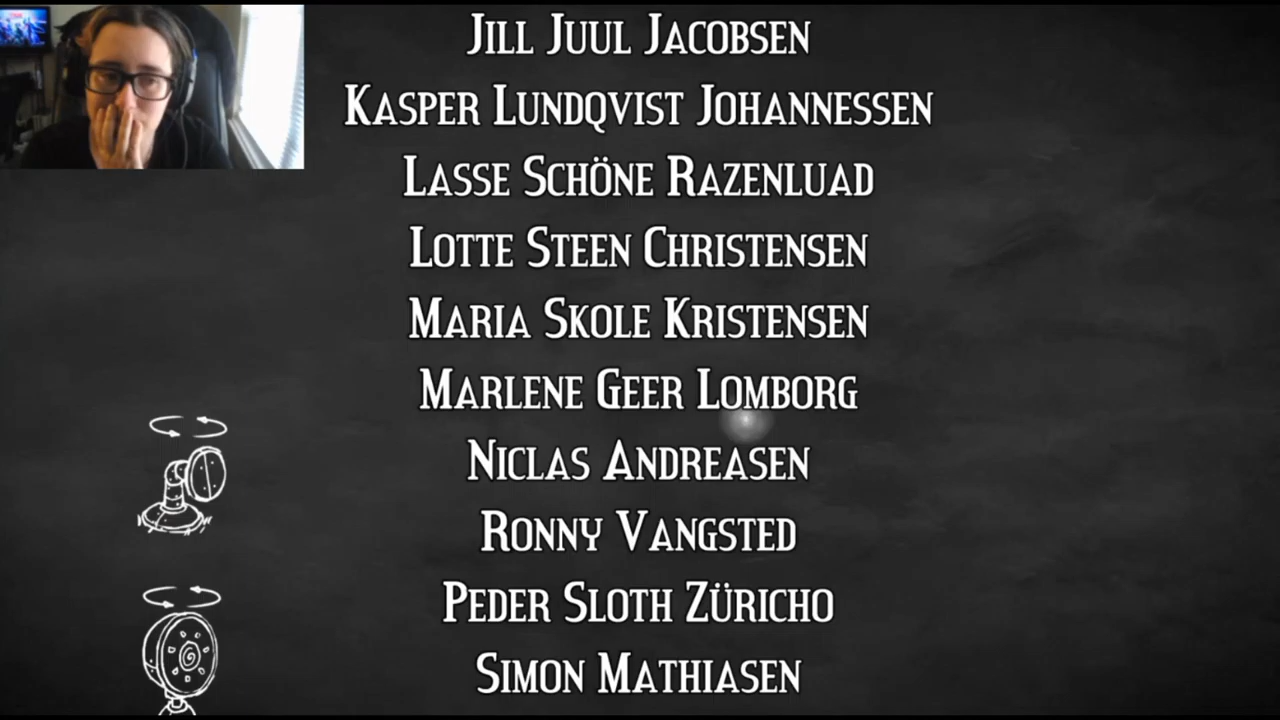 Jill Juul Jacobsen
Kasper Lundqvist Johannessen
Lasse Schöne Razenluad
Lotte Steen Christensen
Maria Skole Kristensen
Marlene Geer Lomborg
Niclas Andreasen
Ronny Vangsted
Peder Sloth Züricho
Simon Mathiasen